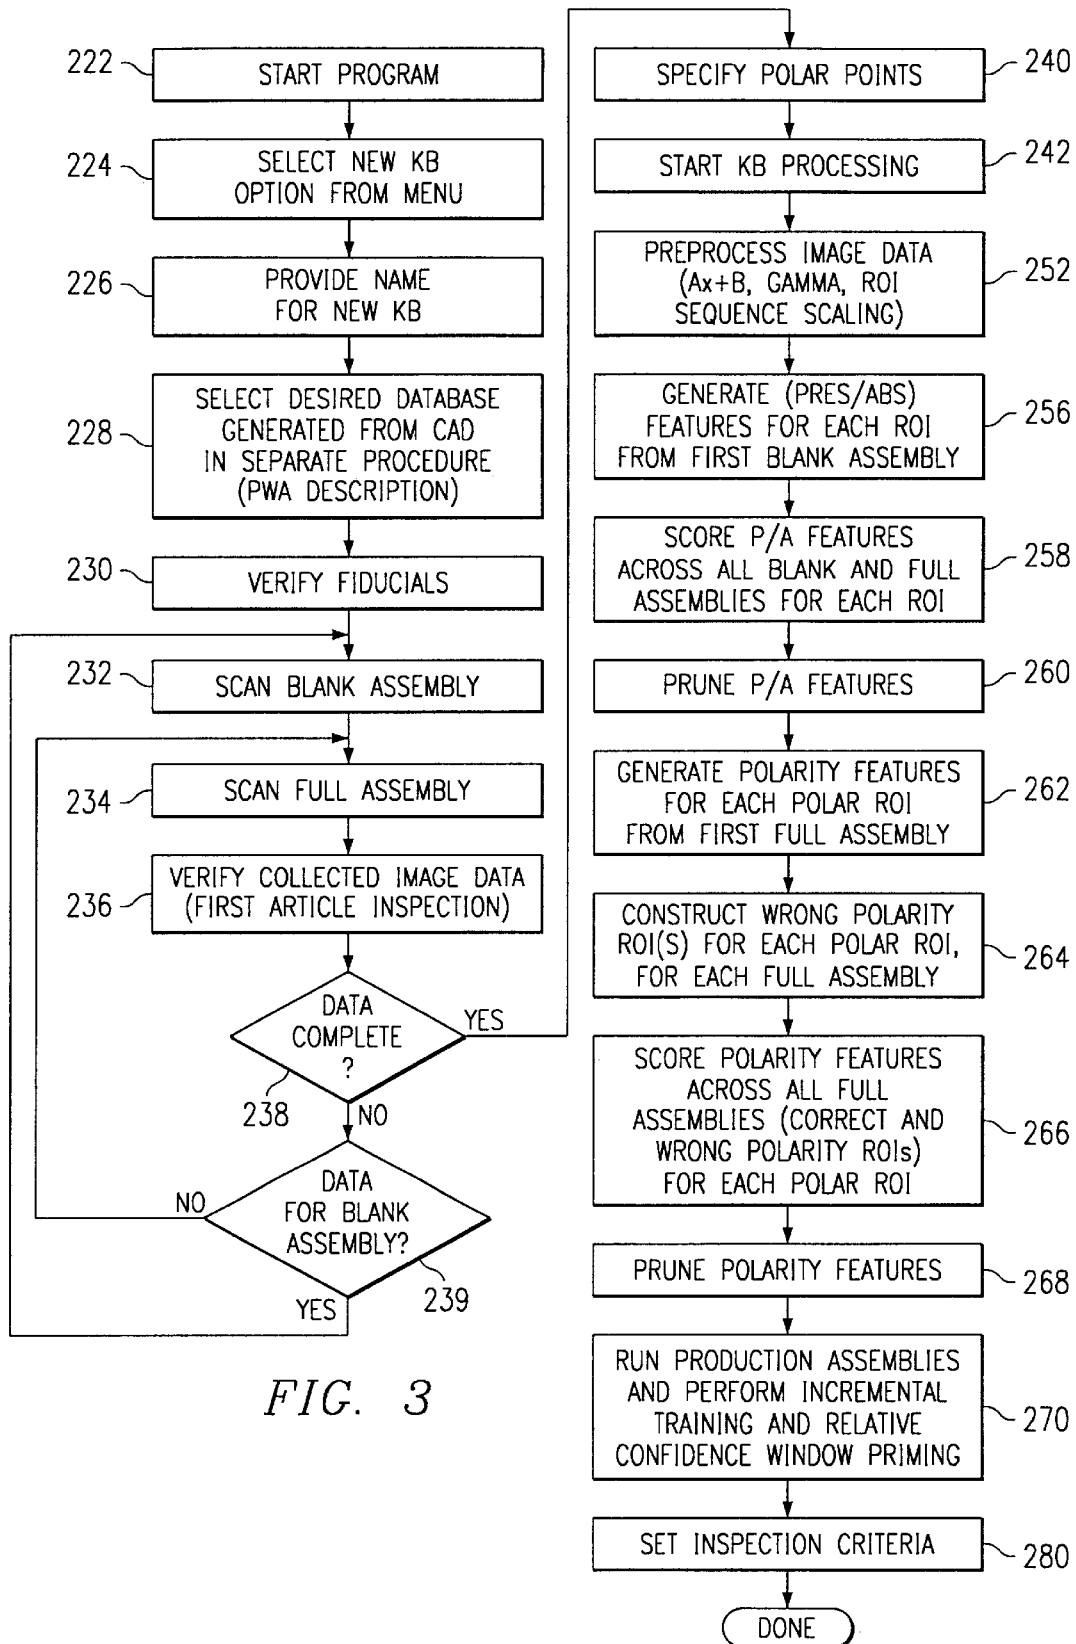 222
START PROGRAM
224
SELECT NEW KB
OPTION FROM MENU
226
PROVIDE NAME
FOR NEW KB
228
SELECT DESIRED DATABASE
GENERATED FROM CAD
IN SEPARATE PROCEDURE
(PWA DESCRIPTION)
230
VERIFY FIDUCIALS
232
SCAN BLANK ASSEMBLY
234
SCAN FULL ASSEMBLY
236
VERIFY COLLECTED IMAGE DATA
(FIRST ARTICLE INSPECTION)
DATA
COMPLETE
?
YES
238
NO
DATA
FOR BLANK
ASSEMBLY?
NO
239
YES
FIG. 3
SPECIFY POLAR POINTS
240
START KB PROCESSING
242
PREPROCESS IMAGE DATA
(Ax+B, GAMMA, ROI
SEQUENCE SCALING)
252
GENERATE (PRES/ABS)
FEATURES FOR EACH ROI
FROM FIRST BLANK ASSEMBLY
256
SCORE P/A FEATURES
ACROSS ALL BLANK AND FULL
ASSEMBLIES FOR EACH ROI
258
PRUNE P/A FEATURES
260
GENERATE POLARITY FEATURES
FOR EACH POLAR ROI
FROM FIRST FULL ASSEMBLY
262
CONSTRUCT WRONG POLARITY
ROI(S) FOR EACH POLAR ROI,
FOR EACH FULL ASSEMBLY
264
SCORE POLARITY FEATURES
ACROSS ALL FULL
ASSEMBLIES (CORRECT AND
WRONG POLARITY ROIs)
FOR EACH POLAR ROI
266
PRUNE POLARITY FEATURES
268
RUN PRODUCTION ASSEMBLIES
AND PERFORM INCREMENTAL
TRAINING AND RELATIVE
CONFIDENCE WINDOW PRIMING
270
SET INSPECTION CRITERIA
280
DONE